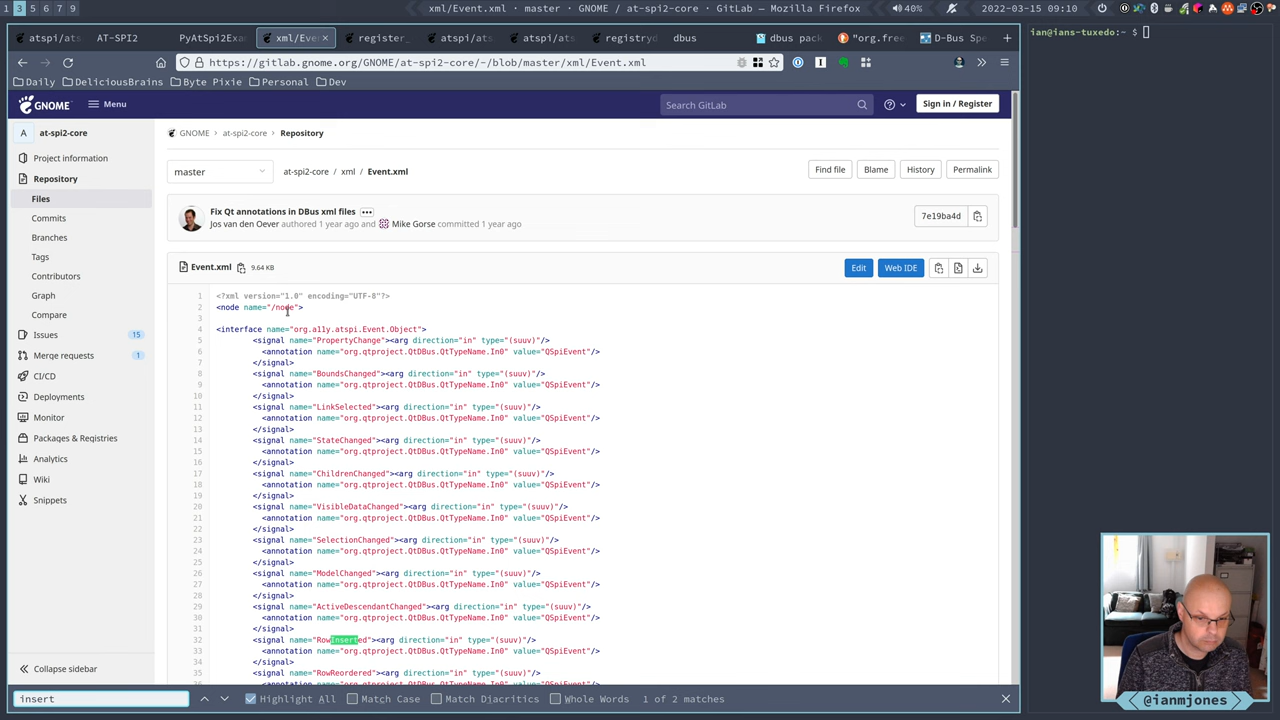 1 2 3 4 5 6 7 9
xml/Event.xml · master · GNOME / at-spi2-core · GitLab — Mozilla Firefox
40%
2022-03-15 09:10
atspi/ats
AT-SPI2
PyAtSpi2Exa
xml/Eve
register
atspi/ats
atspi/ats
registryd
dbus
dbus pack
"org.free
D-Bus Spe
https://gitlab.gnome.org/GNOME/at-spi2-core/-/blob/master/xml/Event.xml
Daily DeliciousBrains Byte Pixie Personal Dev
GNOME Menu Search GitLab Sign in / Register
A at-spi2-core
GNOME › at-spi2-core › Repository
Project information
Repository
Files
Commits
Branches
Tags
Contributors
Graph
Compare
Issues 15
Merge requests 1
CI/CD
Deployments
Monitor
Packages & Registries
Analytics
Wiki
Snippets
Collapse sidebar
master at-spi2-core / xml / Event.xml Find file Blame History Permalink
Fix Qt annotations in DBus xml files
Jos van den Oever authored 1 year ago and Mike Gorse committed 1 year ago
7e19ba4d
Event.xml 9.64 KB Edit Web IDE
1 <?xml version="1.0" encoding="UTF-8"?>
2 <node name="/node">
3
4 <interface name="org.a11y.atspi.Event.Object">
5 <signal name="PropertyChange"><arg direction="in" type="(suuv)"/>
6 <annotation name="org.qtproject.QtDBus.QtTypeName.In0" value="QSpiEvent"/>
7 </signal>
8 <signal name="BoundsChanged"><arg direction="in" type="(suuv)"/>
9 <annotation name="org.qtproject.QtDBus.QtTypeName.In0" value="QSpiEvent"/>
10 </signal>
11 <signal name="LinkSelected"><arg direction="in" type="(suuv)"/>
12 <annotation name="org.qtproject.QtDBus.QtTypeName.In0" value="QSpiEvent"/>
13 </signal>
14 <signal name="StateChanged"><arg direction="in" type="(suuv)"/>
15 <annotation name="org.qtproject.QtDBus.QtTypeName.In0" value="QSpiEvent"/>
16 </signal>
17 <signal name="ChildrenChanged"><arg direction="in" type="(suuv)"/>
18 <annotation name="org.qtproject.QtDBus.QtTypeName.In0" value="QSpiEvent"/>
19 </signal>
20 <signal name="VisibleDataChanged"><arg direction="in" type="(suuv)"/>
21 <annotation name="org.qtproject.QtDBus.QtTypeName.In0" value="QSpiEvent"/>
22 </signal>
23 <signal name="SelectionChanged"><arg direction="in" type="(suuv)"/>
24 <annotation name="org.qtproject.QtDBus.QtTypeName.In0" value="QSpiEvent"/>
25 </signal>
26 <signal name="ModelChanged"><arg direction="in" type="(suuv)"/>
27 <annotation name="org.qtproject.QtDBus.QtTypeName.In0" value="QSpiEvent"/>
28 </signal>
29 <signal name="ActiveDescendantChanged"><arg direction="in" type="(suuv)"/>
30 <annotation name="org.qtproject.QtDBus.QtTypeName.In0" value="QSpiEvent"/>
31 </signal>
32 <signal name="RowInserted"><arg direction="in" type="(suuv)"/>
33 <annotation name="org.qtproject.QtDBus.QtTypeName.In0" value="QSpiEvent"/>
34 </signal>
35 <signal name="RowReordered"><arg direction="in" type="(suuv)"/>
insert Highlight All Match Case Match Diacritics Whole Words 1 of 2 matches
ian@ians-tuxedo:~ $
@ianmjones